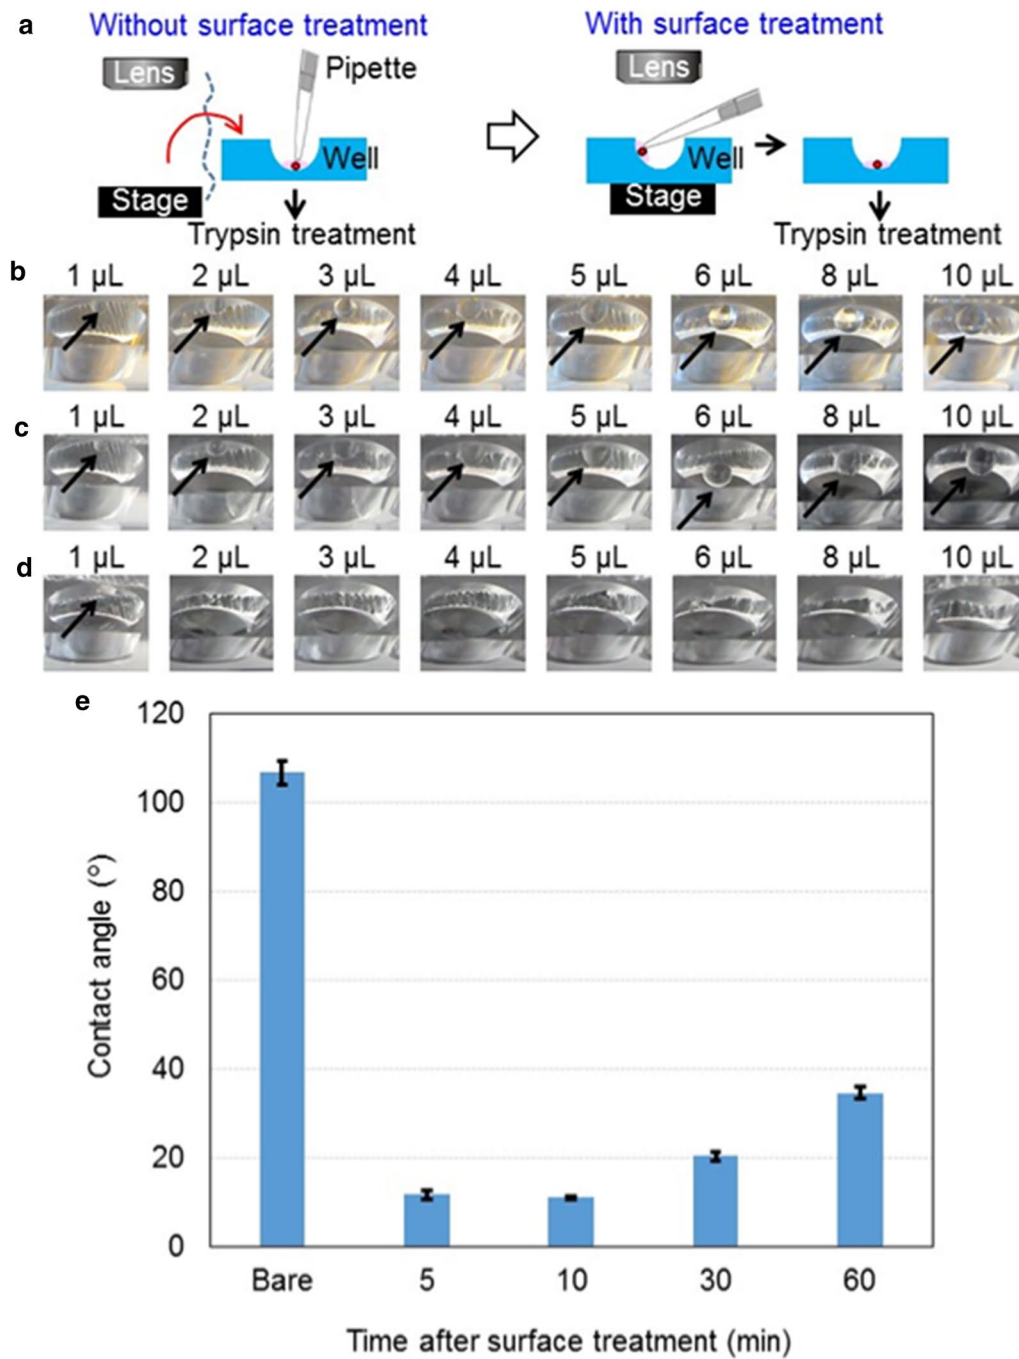 a
Without surface treatment
With surface treatment
Lens
Pipette
Well
Stage
Trypsin treatment
Lens
Well
Stage
Trypsin treatment
b
1 µL 2 µL 3 µL 4 µL 5 µL 6 µL 8 µL 10 µL
c
1 µL 2 µL 3 µL 4 µL 5 µL 6 µL 8 µL 10 µL
d
1 µL 2 µL 3 µL 4 µL 5 µL 6 µL 8 µL 10 µL
e
120
100
80
60
40
20
0
Contact angle (°)
Bare 5 10 30 60
Time after surface treatment (min)